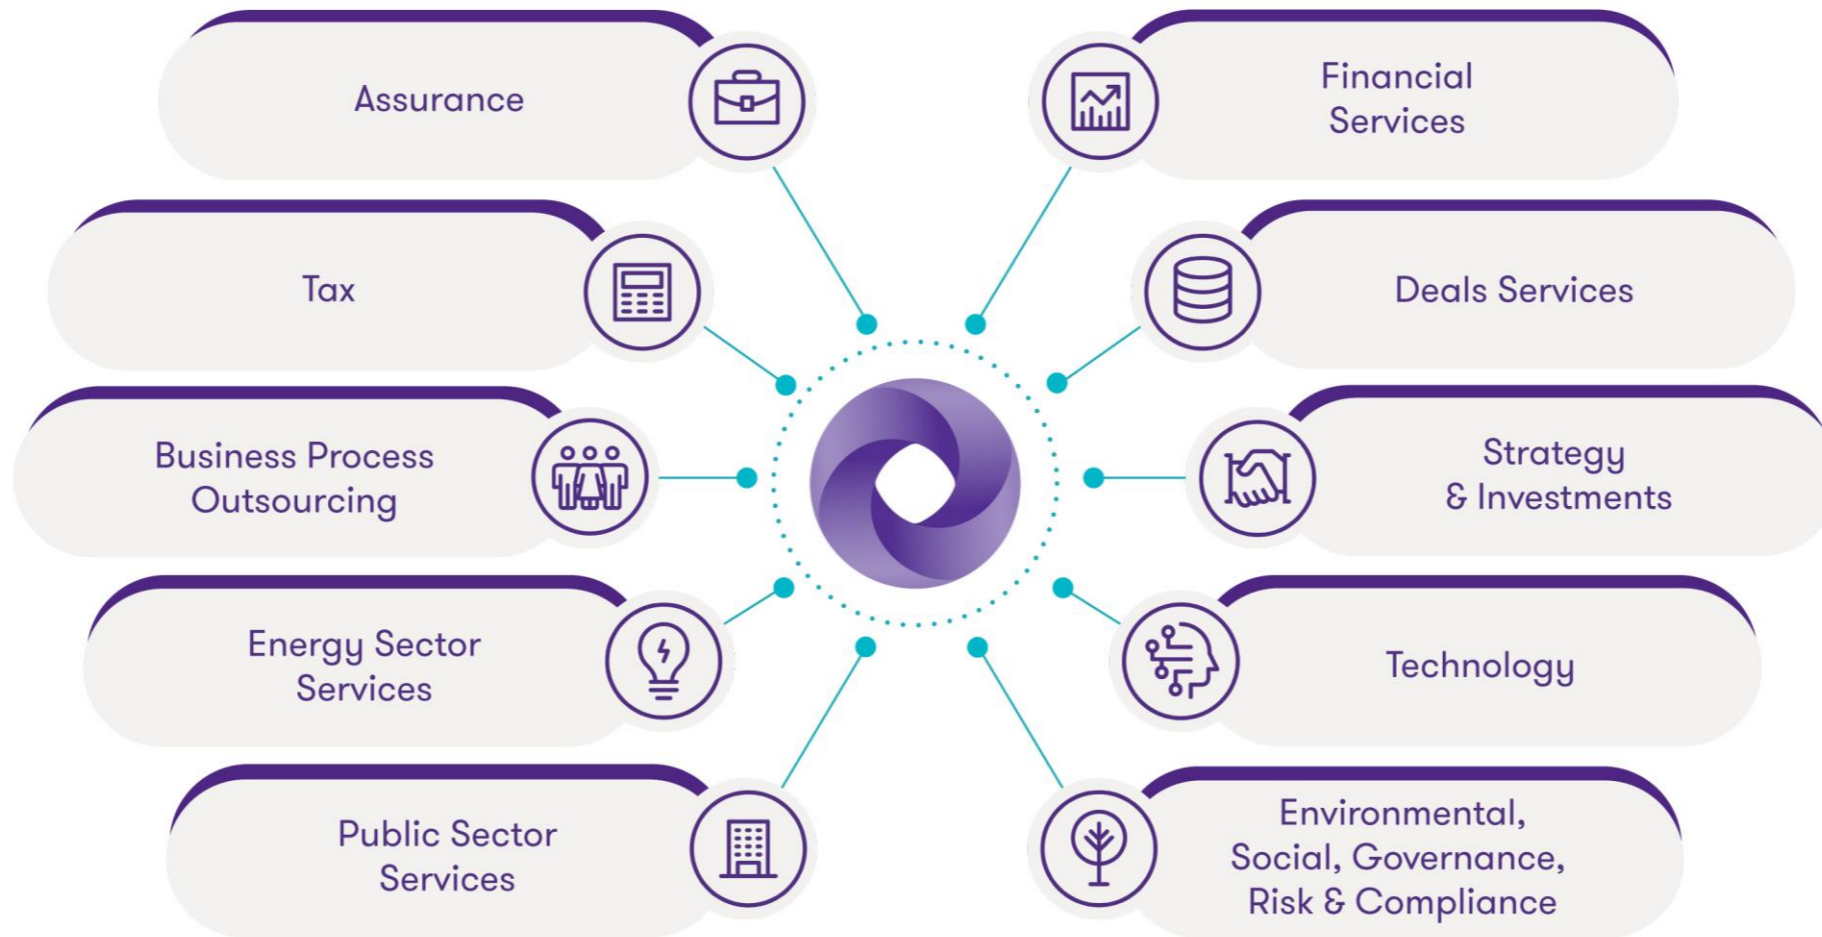 Assurance
Tax
Business Process
Outsourcing
Energy Sector
Services
Public Sector
Services
Financial
Services
Deals Services
Strategy
& Investments
Technology
Environmental,
Social, Governance,
Risk & Compliance